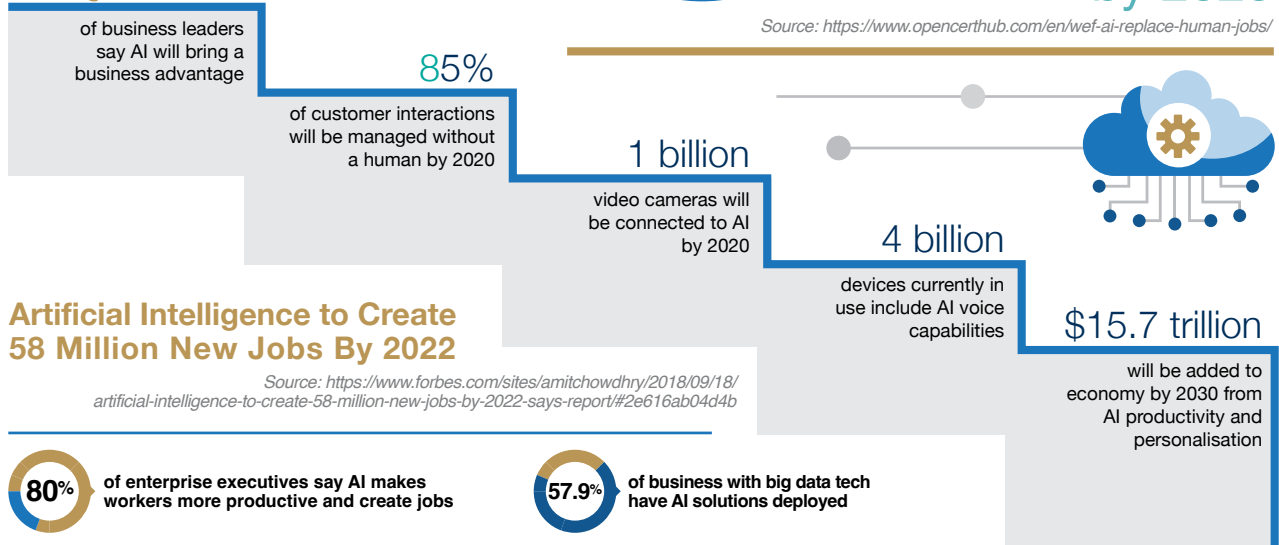 by 2020
Source: https://www.opencerthub.com/en/wef-ai-replace-human-jobs/
of business leaders
say AI will bring a
business advantage
85%
of customer interactions
will be managed without
a human by 2020
1 billion
video cameras will
be connected to AI
by 2020
4 billion
devices currently in
use include AI voice
capabilities
$15.7 trillion
will be added to
economy by 2030 from
AI productivity and
personalisation
Artificial Intelligence to Create
58 Million New Jobs By 2022
Source: https://www.forbes.com/sites/amitchowdhry/2018/09/18/
artificial-intelligence-to-create-58-million-new-jobs-by-2022-says-report/#2e616ab04d4b
80%
of enterprise executives say AI makes
workers more productive and create jobs
57.9%
of business with big data tech
have AI solutions deployed